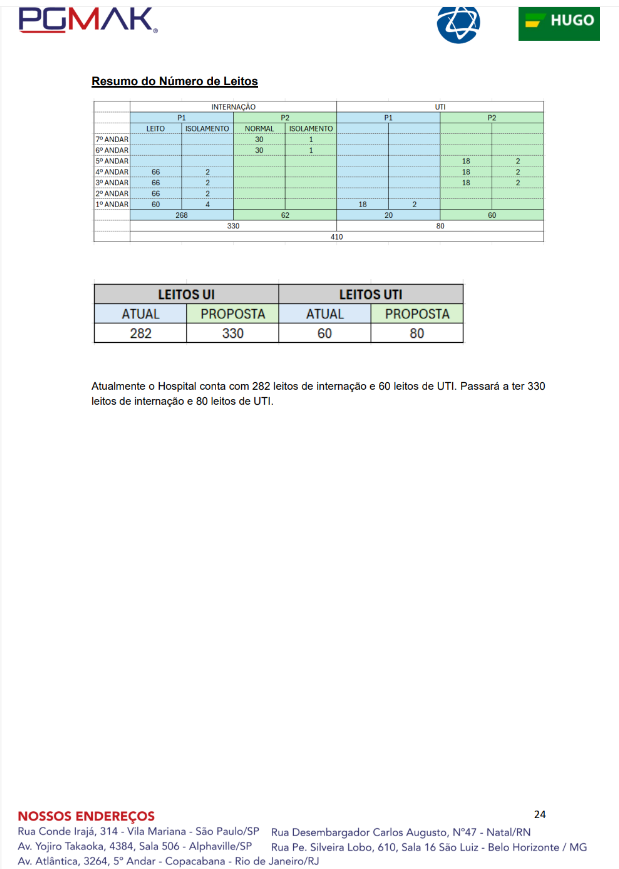 PGMAK®
HUGO
Resumo do Número de Leitos
INTERNAÇÃO UTI
P1 P2 P1 P2
LEITO ISOLAMENTO NORMAL ISOLAMENTO
7º ANDAR 30 1
6º ANDAR 30 1
5º ANDAR 18 2
4º ANDAR 66 2 18 2
3º ANDAR 66 2 18 2
2º ANDAR 66 2
1º ANDAR 60 4 18 2
268 62 20 60
330 80
410
LEITOS UI LEITOS UTI
ATUAL PROPOSTA ATUAL PROPOSTA
282 330 60 80
Atualmente o Hospital conta com 282 leitos de internação e 60 leitos de UTI. Passará a ter 330
leitos de internação e 80 leitos de UTI.
24
NOSSOS ENDEREÇOS
Rua Conde Irajá, 314 - Vila Mariana - São Paulo/SP Rua Desembargador Carlos Augusto, N°47 - Natal/RN
Av. Yojiro Takaoka, 4384, Sala 506 - Alphaville/SP Rua Pe. Silveira Lobo, 610, Sala 16 São Luiz - Belo Horizonte / MG
Av. Atlântica, 3264, 5° Andar - Copacabana - Rio de Janeiro/RJ